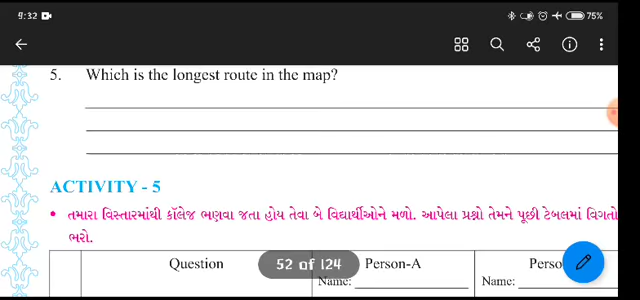 9:32
75%
5. Which is the longest route in the map?
ACTIVITY - 5
• તમારા વિસ્તારમાંથી કૉલેજ ભણવા જતા હોય તેવા બે વિદ્યાર્થીઓને મળો. આપેલા પ્રશ્નો તેમને પૂછી ટેબલમાં વિગતો
ભરો.
Question Person-A Perso
52 of 124
Name: Name: